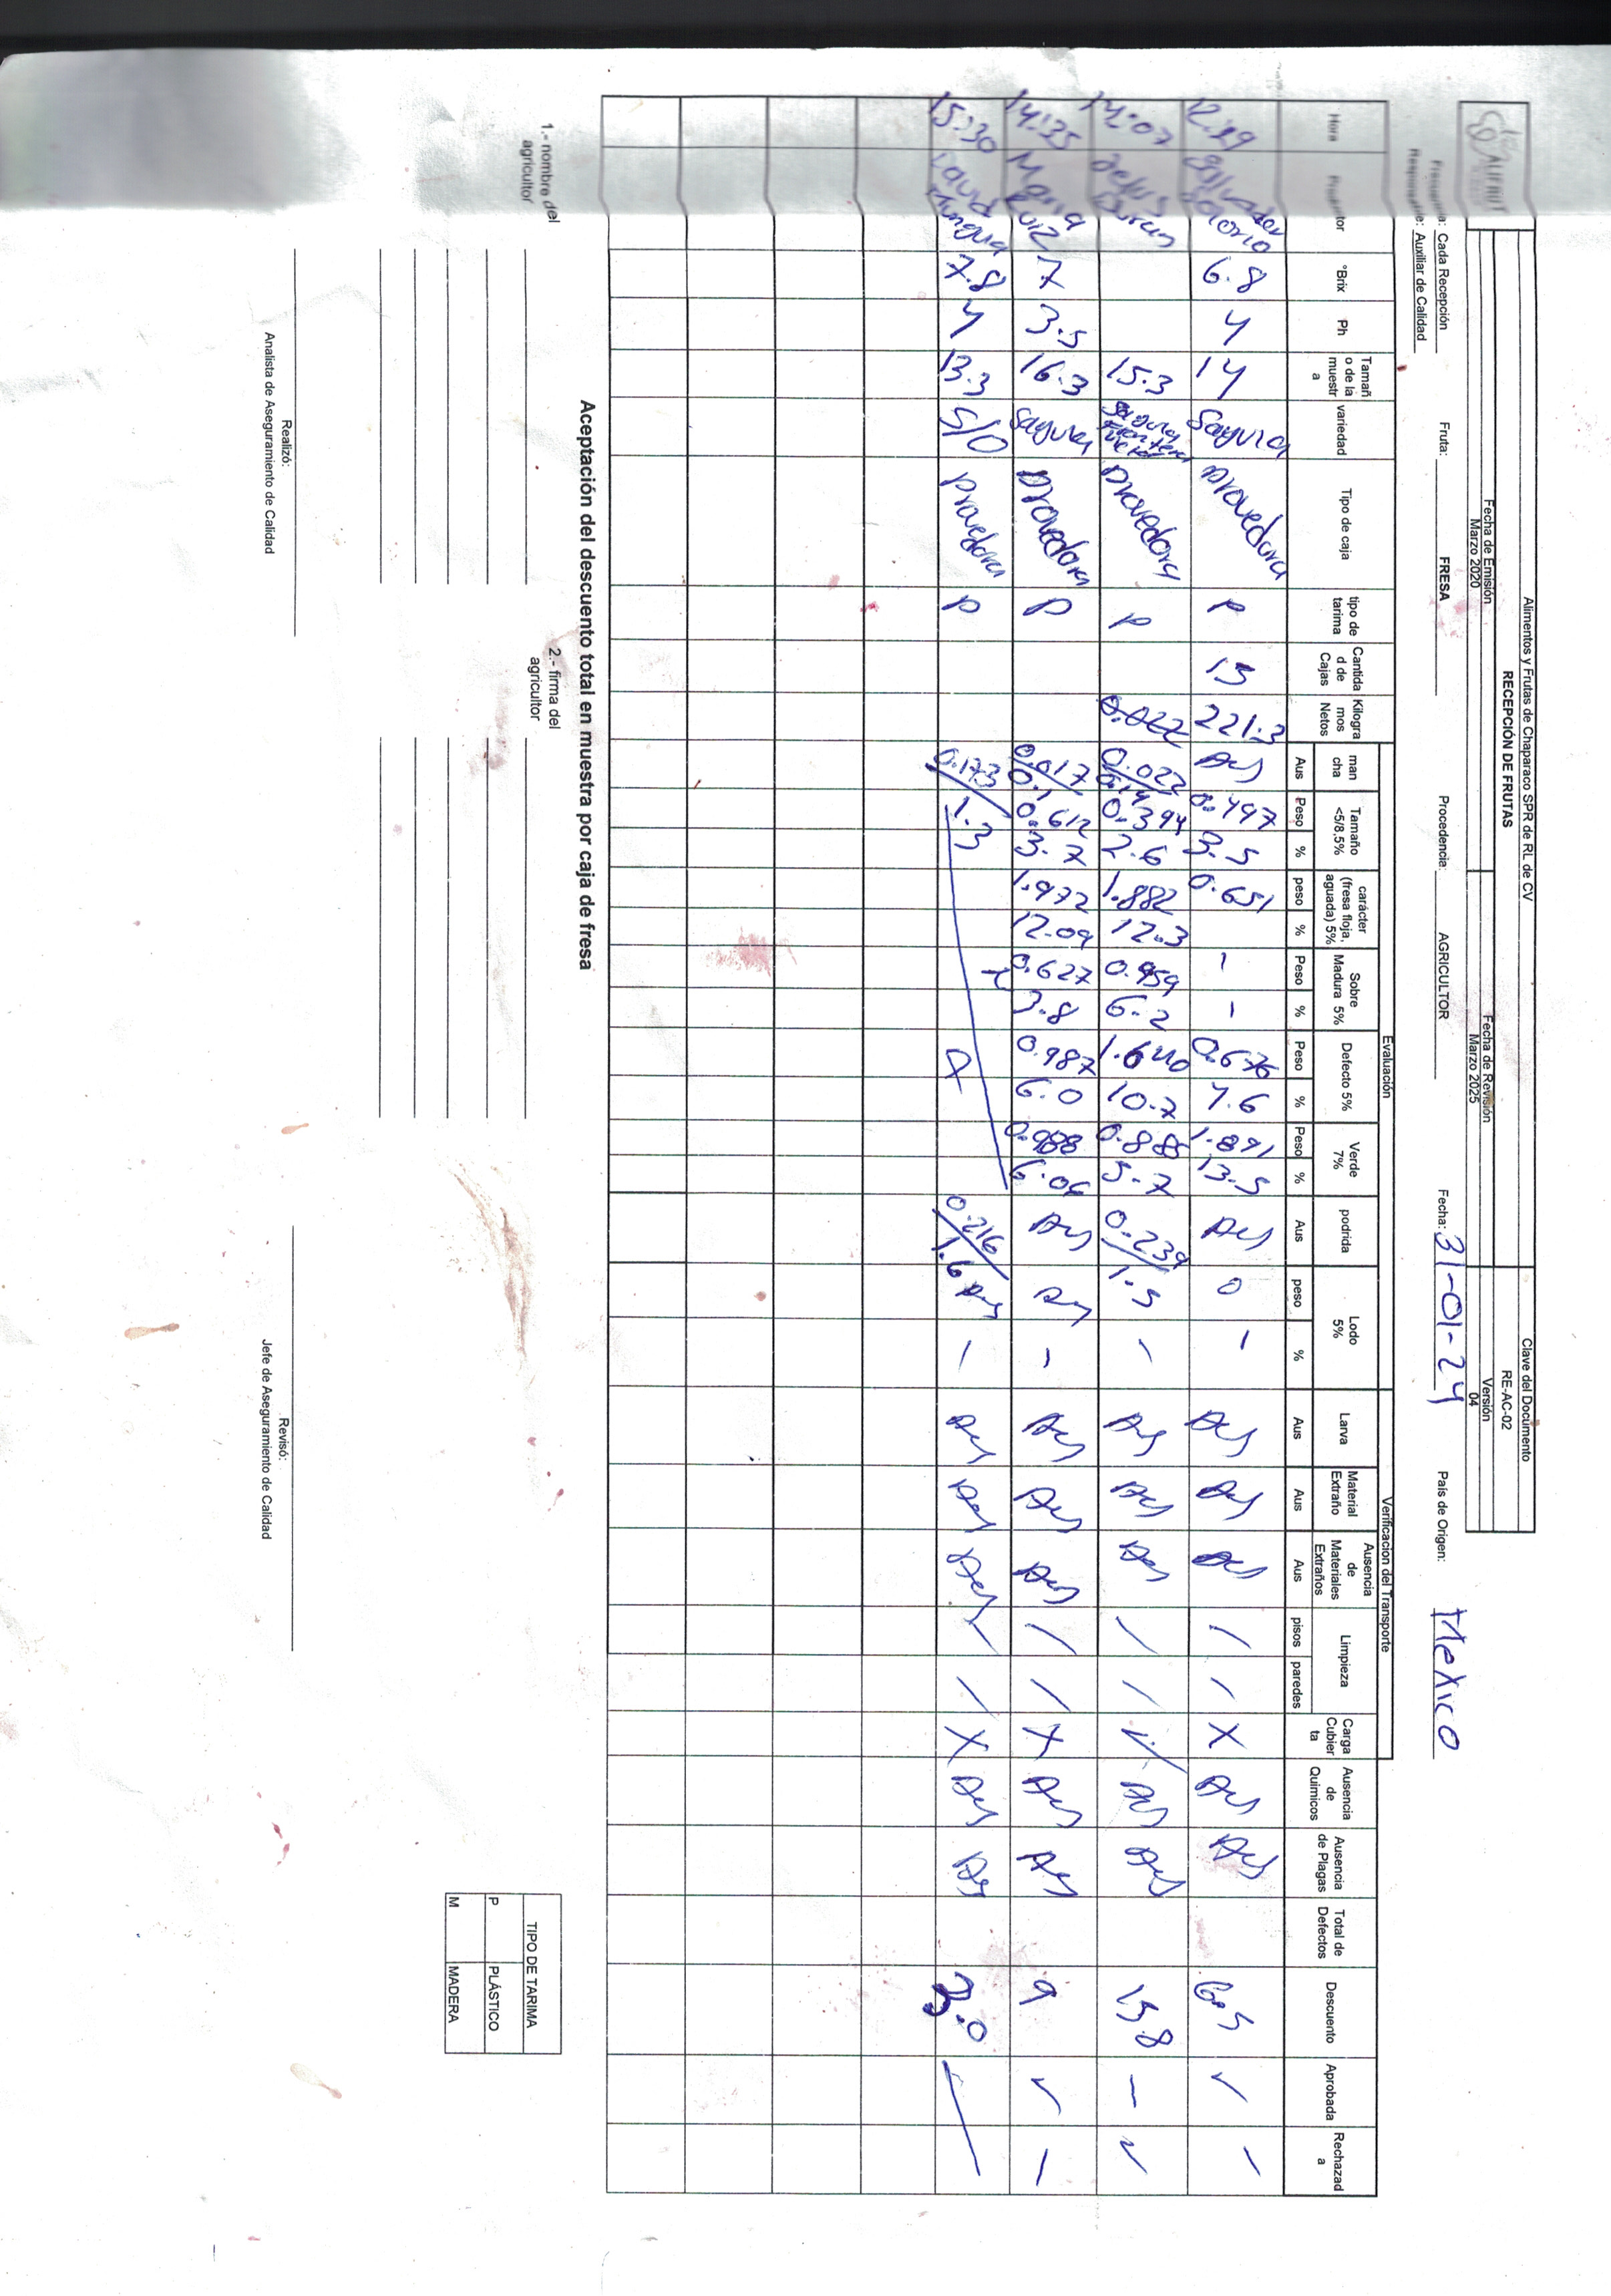 ALIFRUT
Alimentos y Frutas de Chaparaco SPR de RL de CV
Clave del Documento
RECEPCIÓN DE FRUTAS
RE-AC-02
Fecha de Emisión
Fecha de Revisión
Versión
Marzo 2020
Marzo 2025
04
Frecuencia: Cada Recepción
Fruta: FRESA
Procedencia: AGRICULTOR
Fecha: 31-01-24
País de Origen: Mexico
Responsable: Auxiliar de Calidad
Evaluación
Verificacion del Transporte
Hora
Productor
°Brix
Ph
Tamaño de la muestra
variedad
Tipo de caja
tipo de tarima
Cantidad de Cajas
Kilogramos Netos
mancha
Tamaño <5/8,5%
carácter (fresa floja, aguada) 5%
Sobre Madura 5%
Defecto 5%
Verde 7%
podrida
Lodo 5%
Larva
Material Extraño
Ausencia de Materiales Extraños
Limpieza
Carga Cubierta
Ausencia de Quimicos
Ausencia de Plagas
Total de Defectos
Descuento
Aprobada
Rechazada
Aus Peso % peso % Peso % Peso % Peso % Aus peso % Aus Aus Aus pisos paredes
12:29 Salvador Solorio 6.8 4 14 Sayuria Provedora P 15 221.3 Aus 0.497 3.5 0.651 - - 0.676 1.891 13.5 Aus 0 - Aus Aus Aus / / X Aus Aus 6.5 ✓ -
14:07 Duran 15.3 Provedora P 0.022 0.022 0.1 0.394 2.6 1.882 12.3 0.959 6.2 1.640 10.7 0.885 5.7 0.239 1.5 - Aus Aus Aus / / ✓ Aus Aus 15.8 - ✓
14:35 Maria Ruiz 7 3.5 16.3 Sayuria Provedora P 0.017 0.1 0.612 3.7 1.972 12.09 0.627 3.8 0.987 6.0 0.988 6.06 Aus Aus - Aus Aus Aus / / X Aus Aus 9 ✓ -
15:30 Laura 7.8 4 13.3 S/O Provedora P 0.173 1.3 0.216 1.6 Aus - Aus Aus Aus / / X Aus Aus 3.0
Aceptación del descuento total en muestra por caja de fresa
1.- nombre del agricultor
2.- firma del agricultor
TIPO DE TARIMA
P PLÁSTICO
M MADERA
Realizó:
Analista de Aseguramiento de Calidad
Revisó:
Jefe de Aseguramiento de Calidad